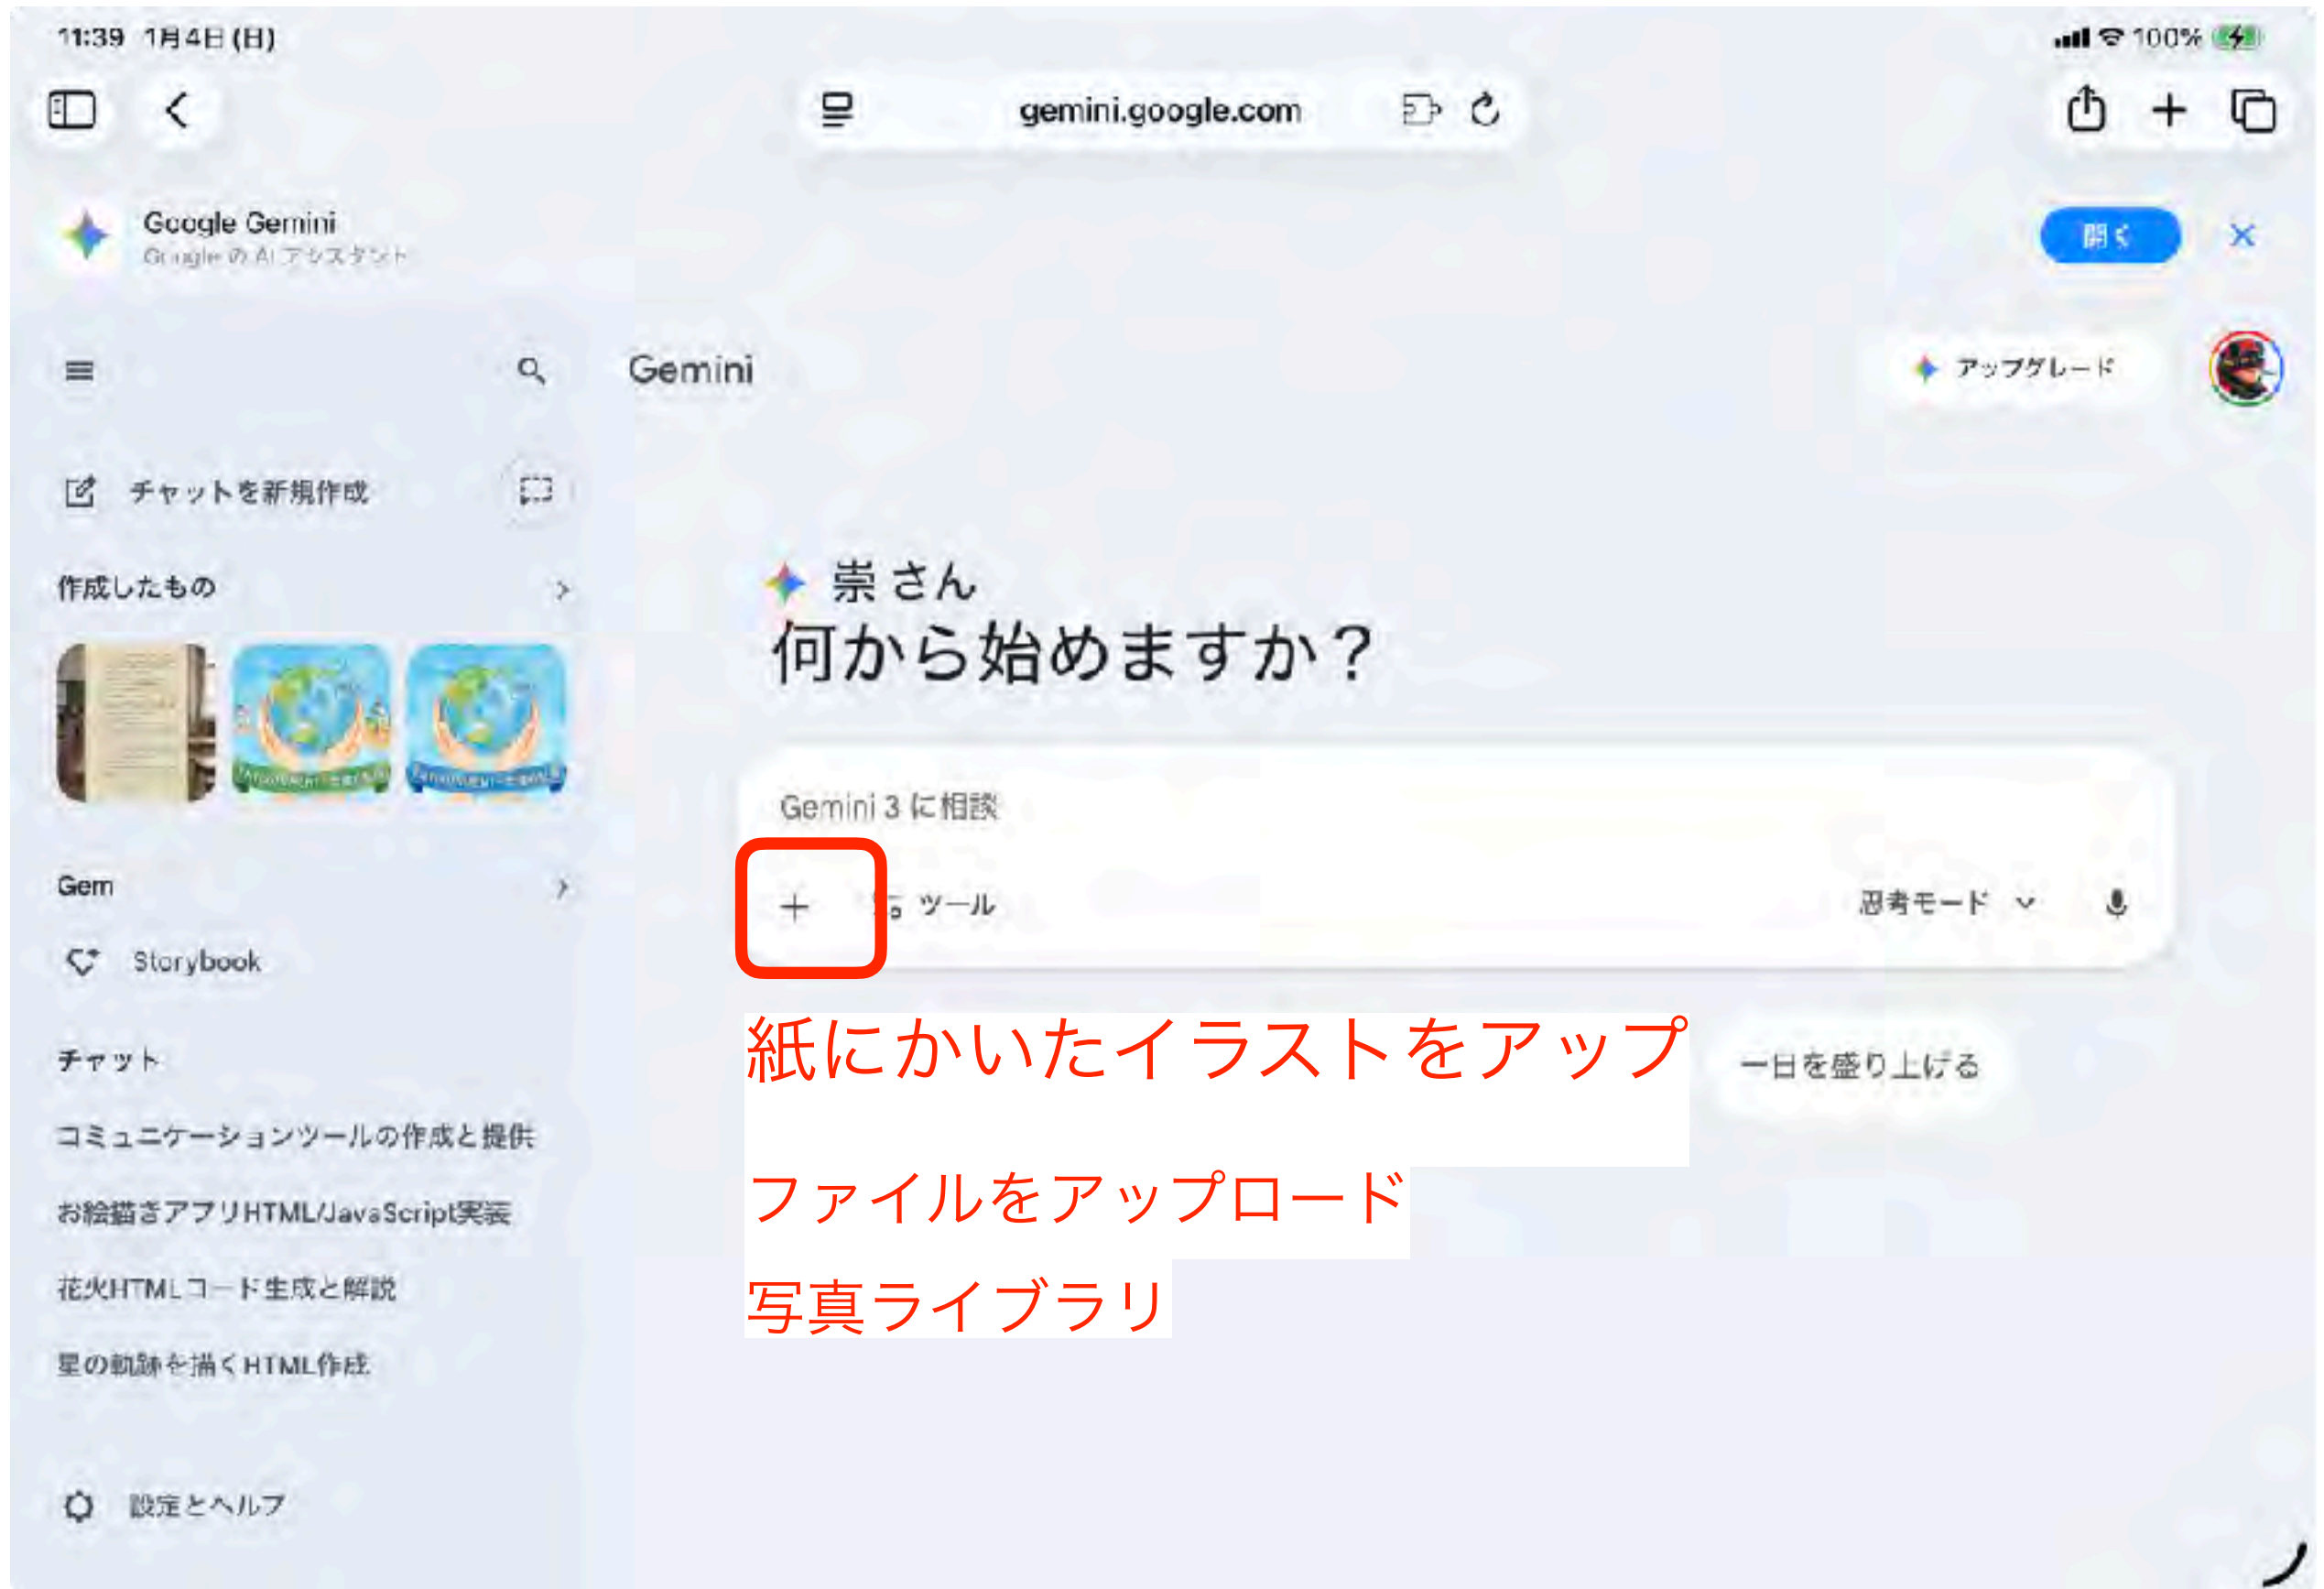 11:39 1月4日(日)
100%
gemini.google.com
Google Gemini
Google の AI アシスタント
開く
Gemini
アップグレード
チャットを新規作成
作成したもの
崇 さん
何から始めますか？
Gemini 3 に相談
ツール
思考モード
Gem
Storybook
紙にかいたイラストをアップ
一日を盛り上げる
チャット
コミュニケーションツールの作成と提供
ファイルをアップロード
お絵描きアプリHTML/JavaScript実装
写真ライブラリ
花火HTMLコード生成と解説
星の軌跡を描くHTML作成
設定とヘルプ